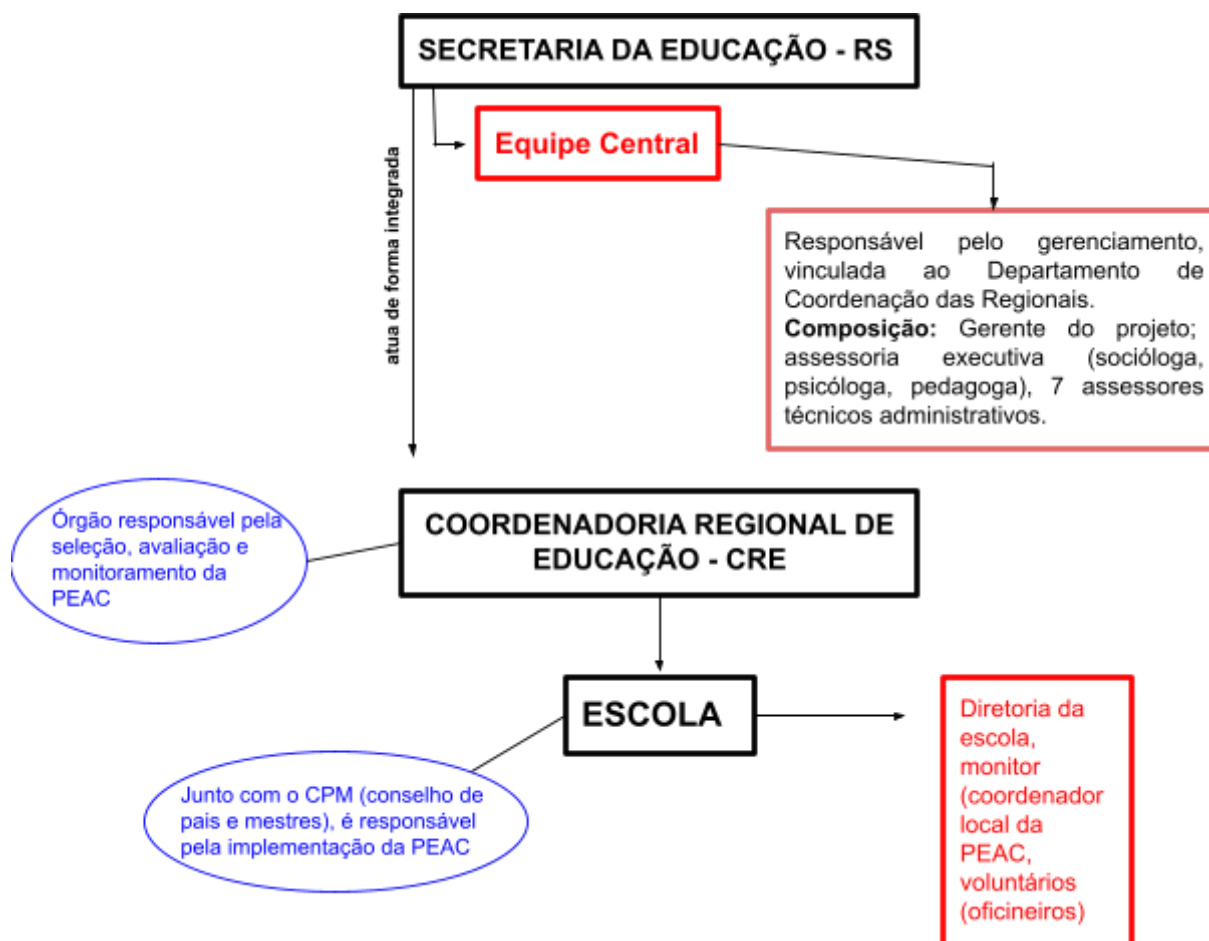 SECRETARIA DA EDUCAÇÃO - RS
Equipe Central
atua de forma integrada
Responsável pelo gerenciamento,
vinculada ao Departamento de
Coordenação das Regionais.
Composição: Gerente do projeto;
assessoria executiva (socióloga,
psicóloga, pedagoga), 7 assessores
técnicos administrativos.
Órgão responsável pela
seleção, avaliação e
monitoramento da
PEAC
COORDENADORIA REGIONAL DE
EDUCAÇÃO - CRE
ESCOLA
Diretoria da
escola,
monitor
(coordenador
local da
PEAC,
voluntários
(oficineiros)
Junto com o CPM (conselho de
pais e mestres), é responsável
pela implementação da PEAC